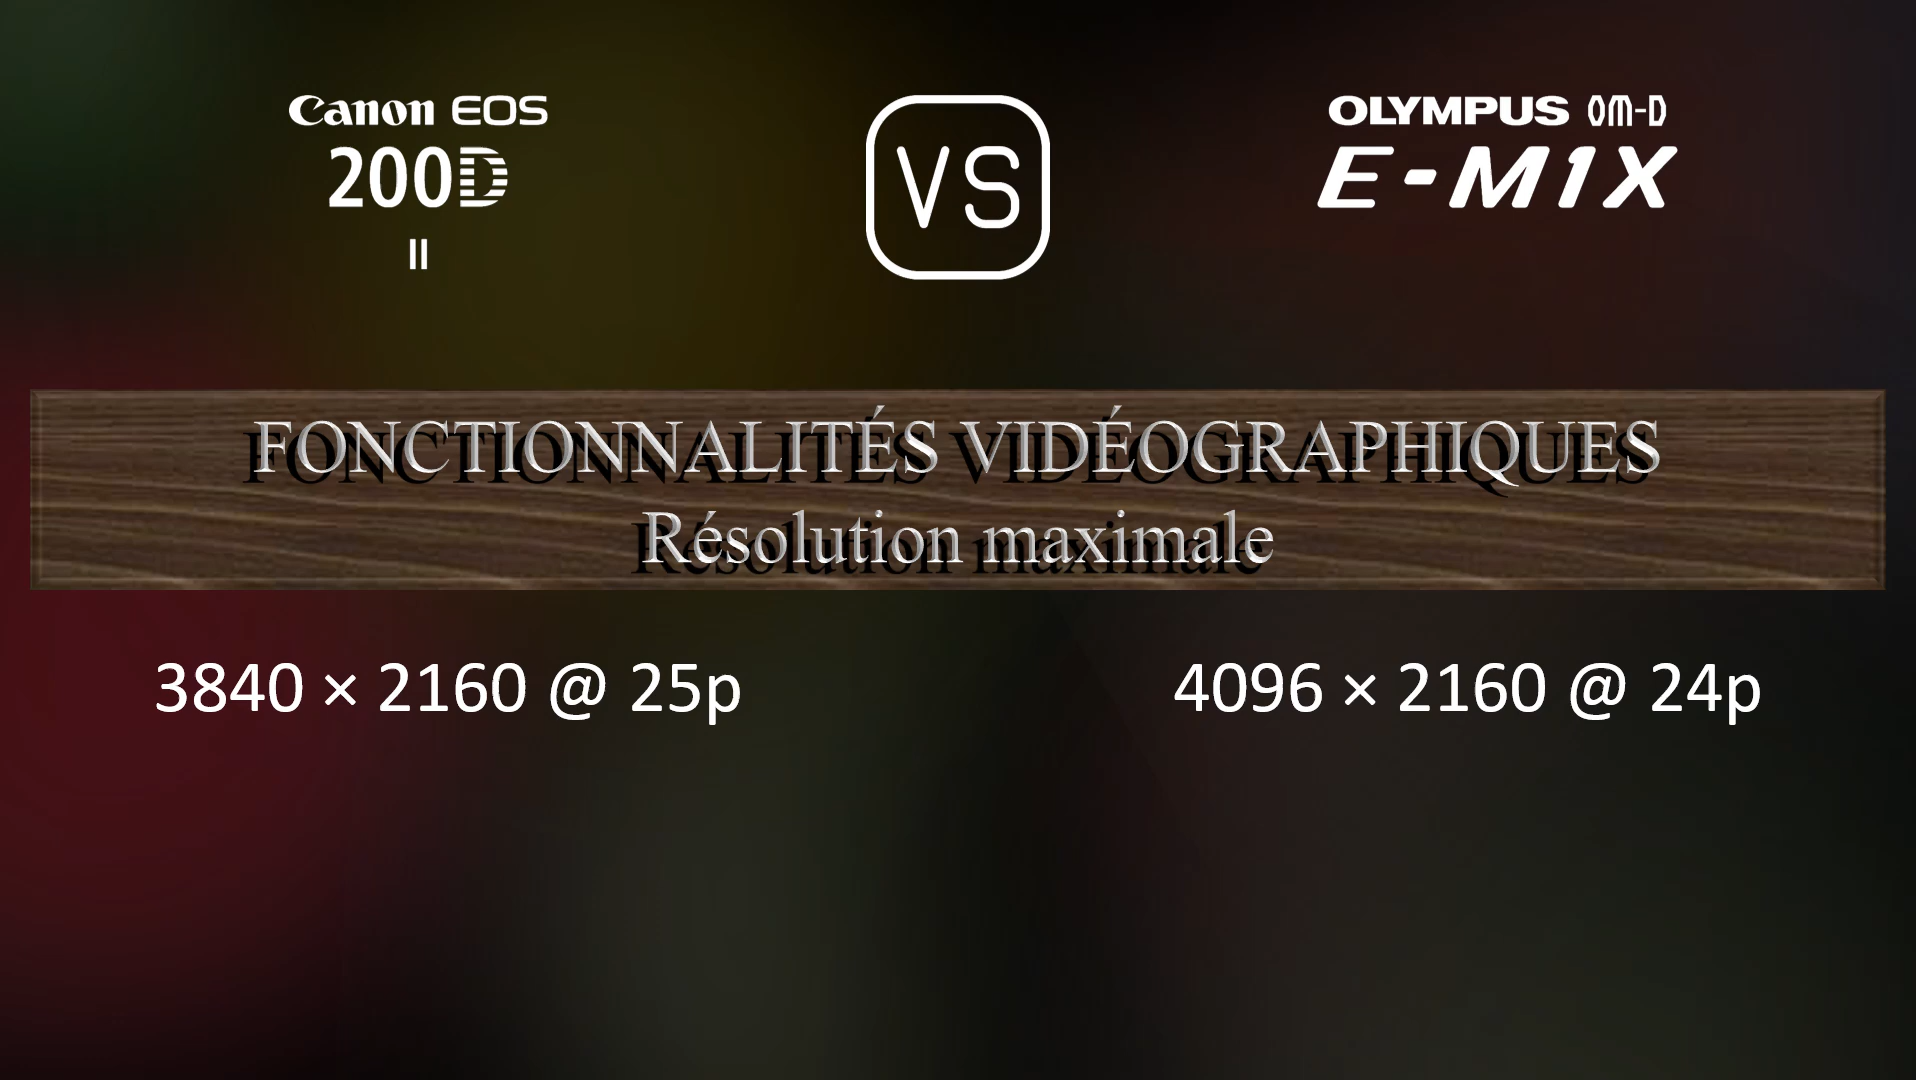 Canon EOS
200D
II
VS
OLYMPUS OM-D
E-M1X
FONCTIONNALITÉS VIDÉOGRAPHIQUES
Résolution maximale
3840 × 2160 @ 25p
4096 × 2160 @ 24p